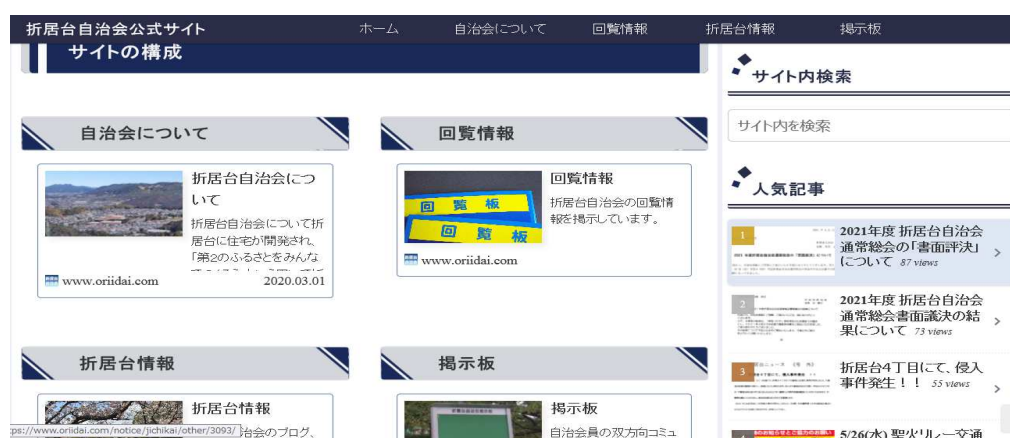 折居台自治会公式サイト
ホーム
自治会について
回覧情報
折居台情報
掲示板
サイトの構成
自治会について
折居台自治会につ
いて
折居台自治会について折
居台に住宅が開発され、
「第2のふるさとをみんな
www.oriidai.com
2020.03.01
回覧情報
回覧板
回覧板
回覧情報
折居台自治会の回覧情
報を掲示しています。
www.oriidai.com
折居台情報
折居台情報
治会のブログ、
ps://www.oriidai.com/notice/jichikai/other/3093/
掲示板
掲示板
自治会員の双方向コミュ
サイト内検索
サイト内を検索
人気記事
1
2021年度 折居台自治会
通常総会の「書面評決」
について 87 views
2
2021年度 折居台自治会
通常総会書面議決の結
果について 73 views
3
折居台4丁目にて、侵入
事件発生！！ 55 views
5/26(水) 聖火リレー交通